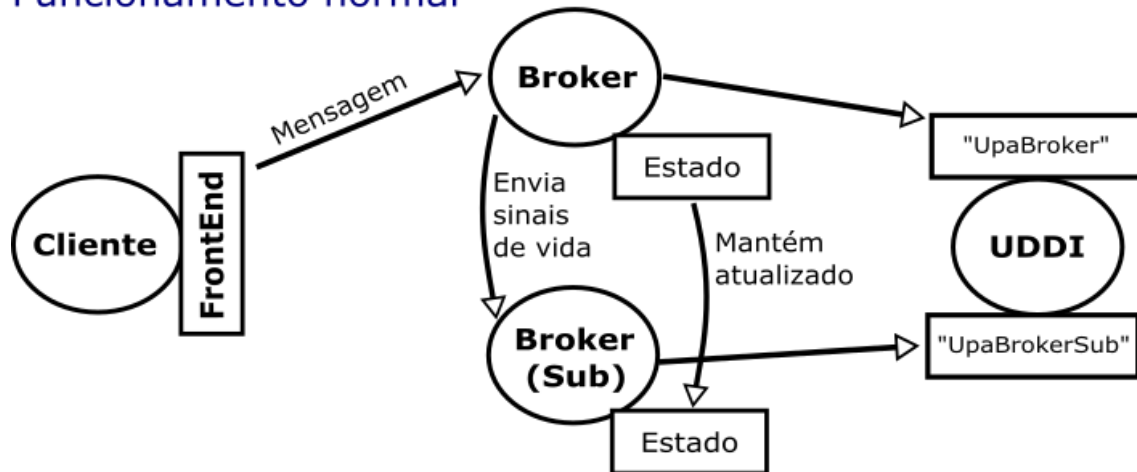 Funcionamento normal
Mensagem
Broker
Estado
"UpaBroker"
Cliente
FrontEnd
Envia
sinais
de vida
Mantém
atualizado
UDDI
Broker
(Sub)
Estado
"UpaBrokerSub"